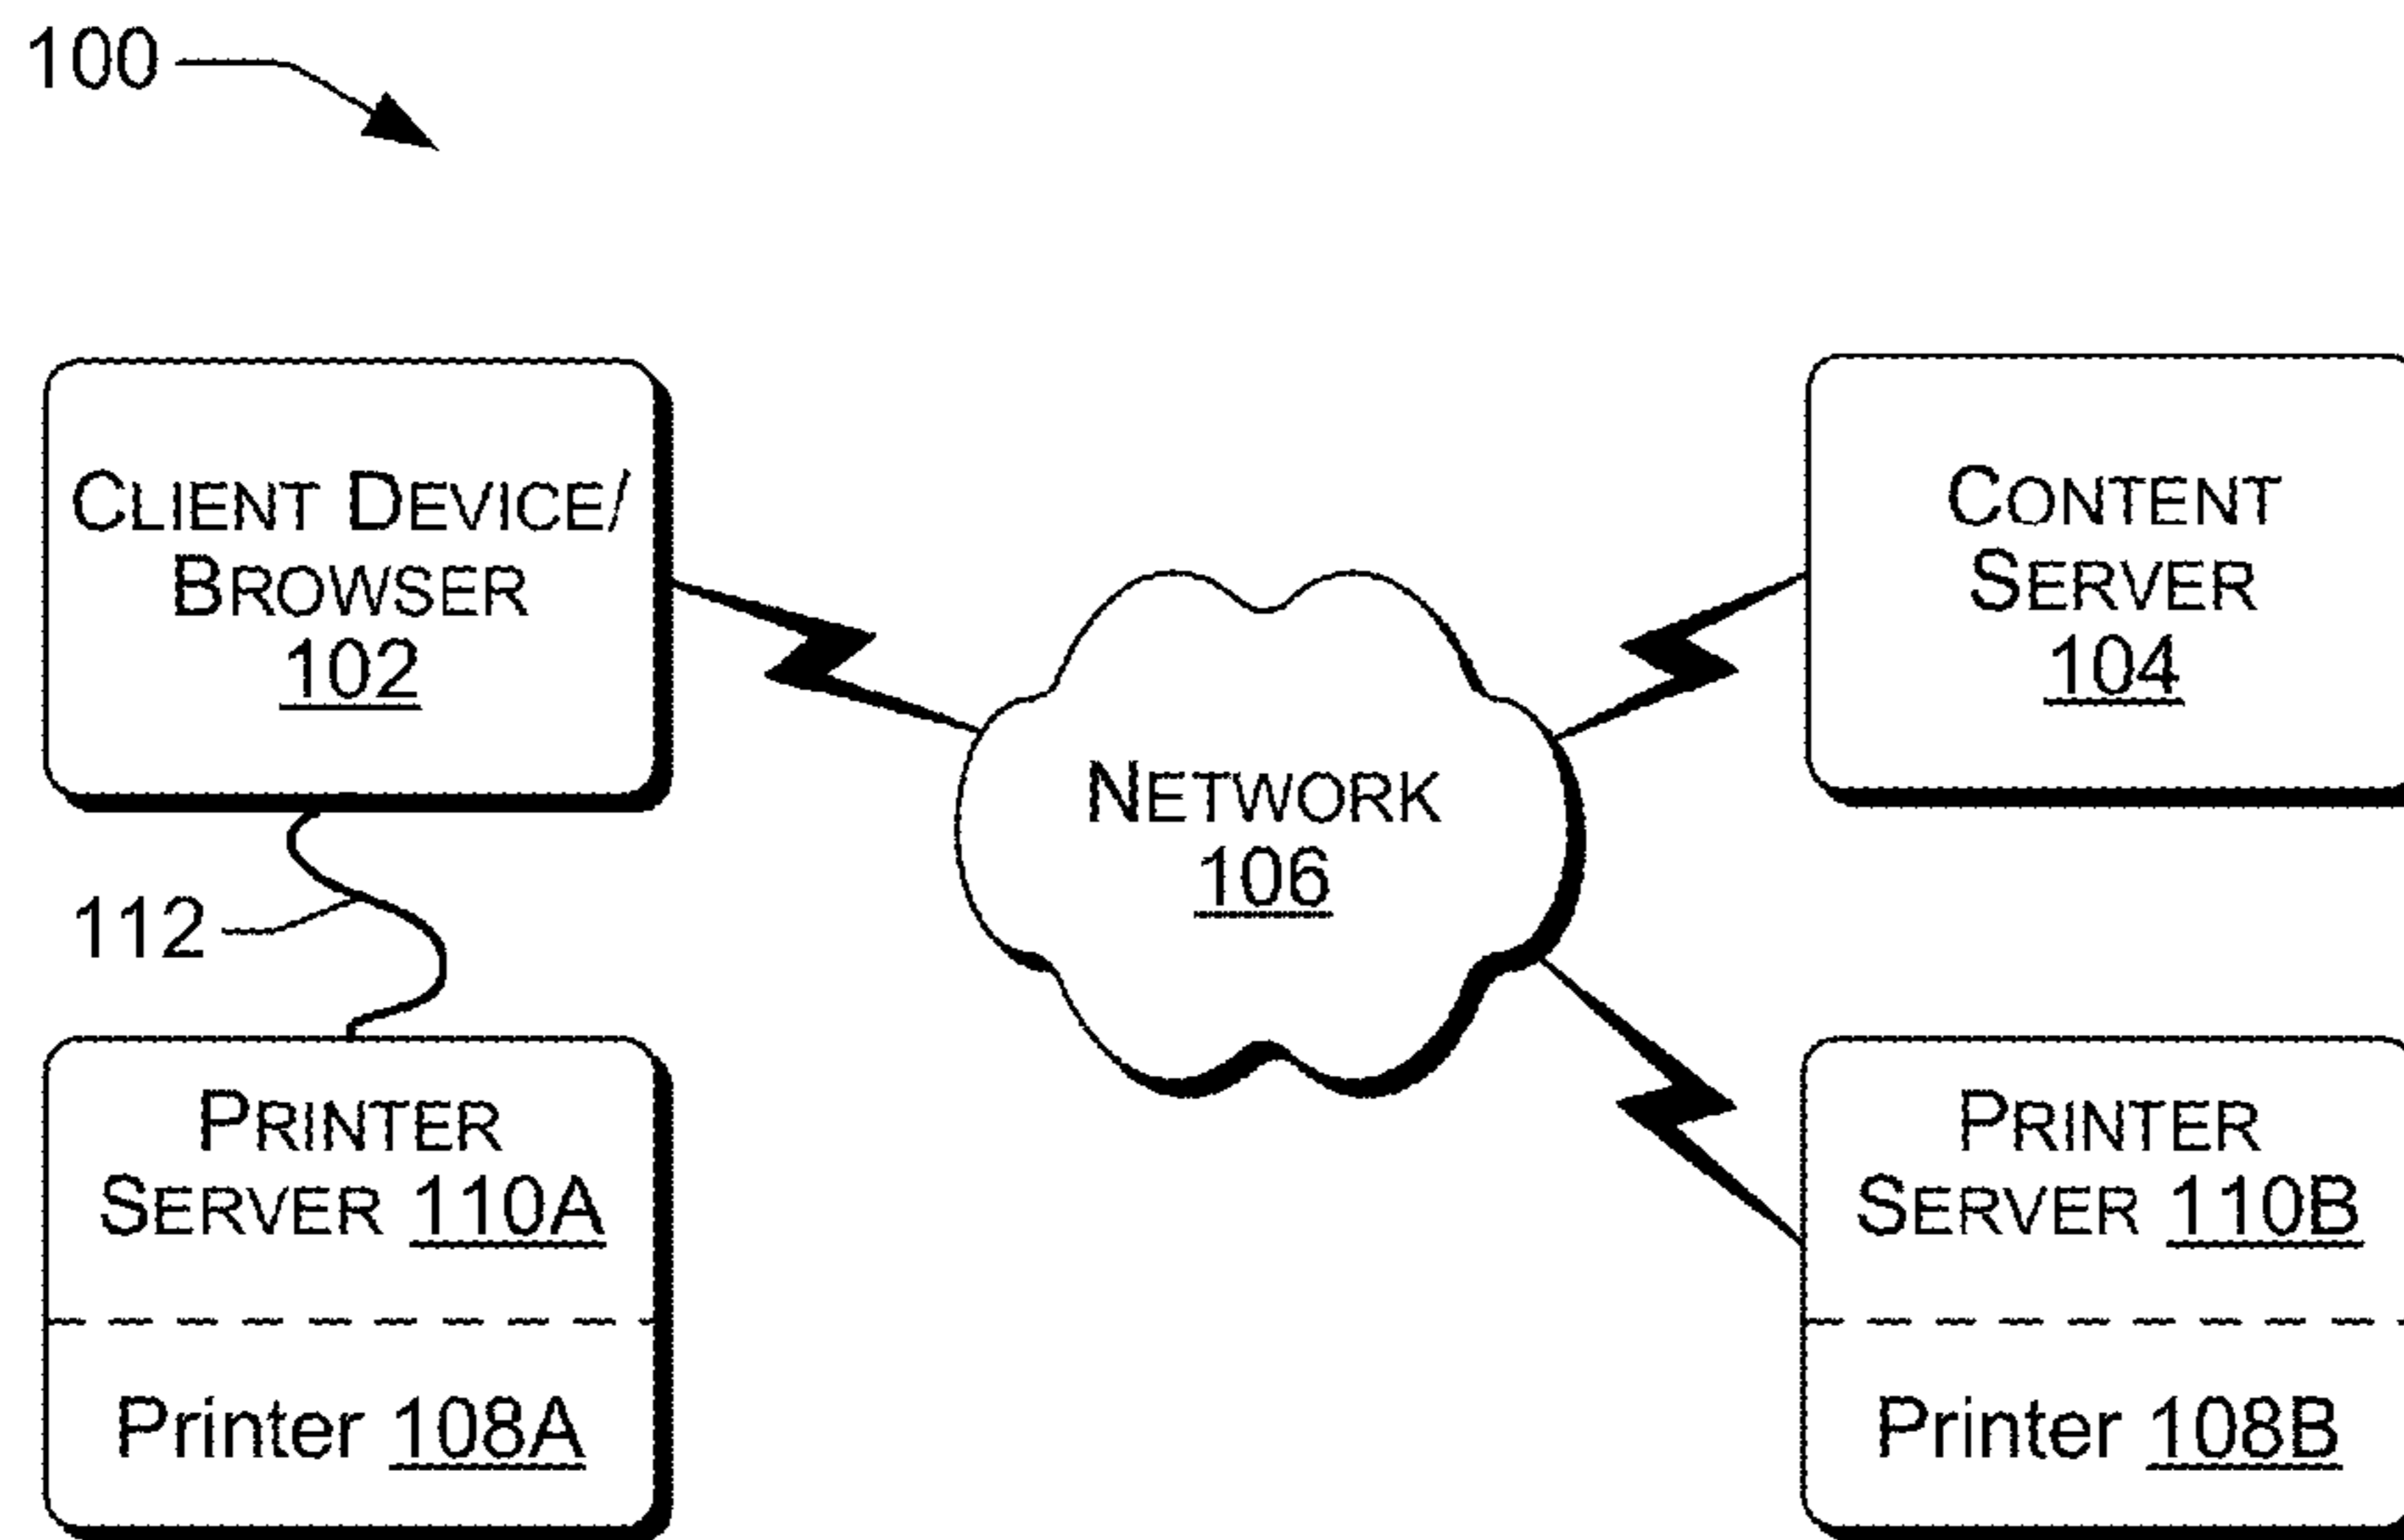 100
CLIENT DEVICE/
BROWSER
102
CONTENT
SERVER
104
NETWORK
106
112
PRINTER
SERVER 110A
Printer 108A
PRINTER
SERVER 110B
Printer 108B